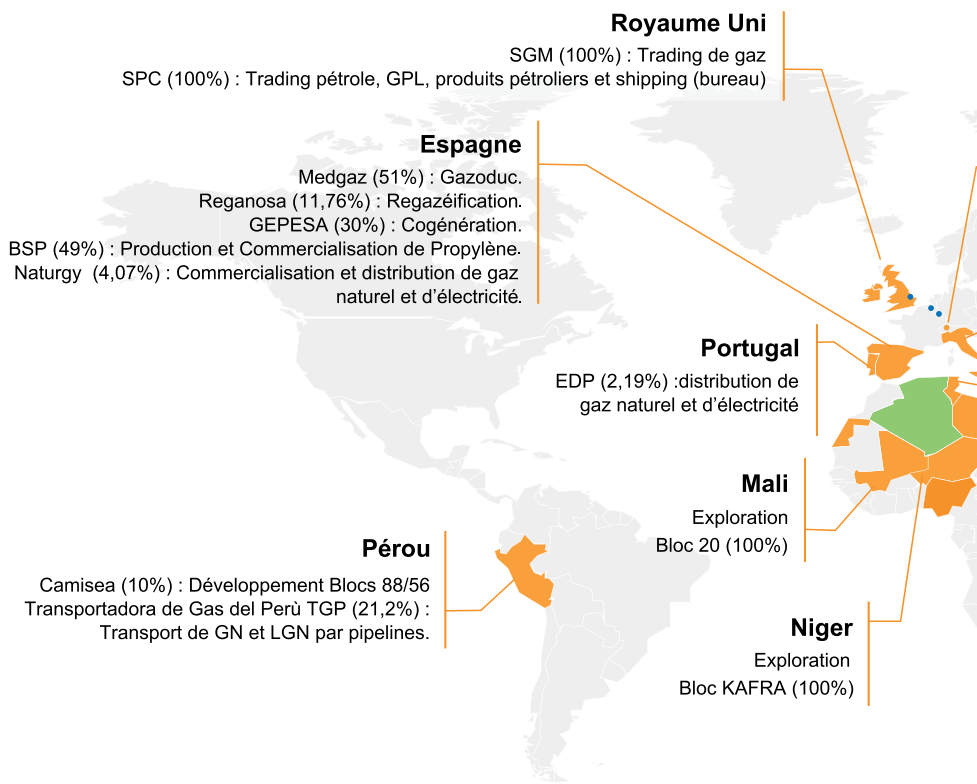 Royaume Uni
SGM (100%) : Trading de gaz
SPC (100%) : Trading pétrole, GPL, produits pétroliers et shipping (bureau)
Espagne
Medgaz (51%) : Gazoduc.
Reganosa (11,76%) : Regazéification.
GEPESA (30%) : Cogénération.
BSP (49%) : Production et Commercialisation de Propylène.
Naturgy (4,07%) : Commercialisation et distribution de gaz
naturel et d’électricité.
Portugal
EDP (2,19%) :distribution de
gaz naturel et d’électricité
Mali
Exploration
Bloc 20 (100%)
Pérou
Camisea (10%) : Développement Blocs 88/56
Transportadora de Gas del Perù TGP (21,2%) :
Transport de GN et LGN par pipelines.
Niger
Exploration
Bloc KAFRA (100%)